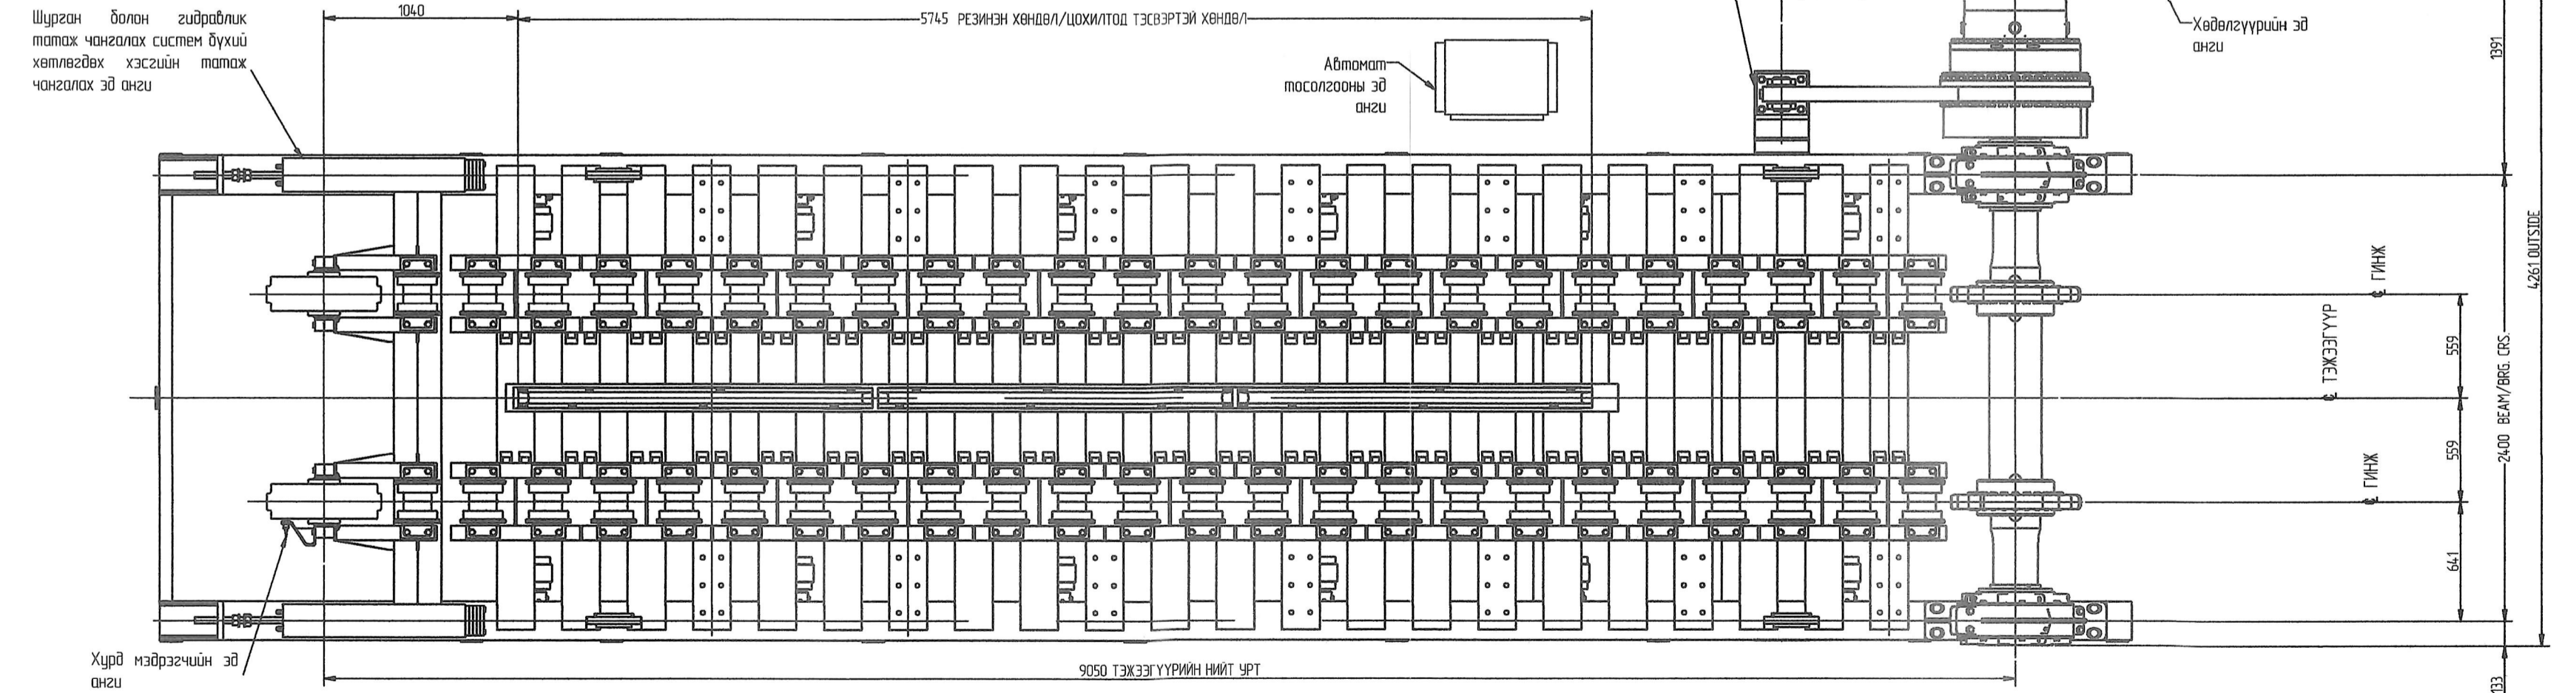 Шурган болон гидравлик
татаж чангалах систем бүхий
хөтлөгдөх хэсгийн татаж
чангалах эд анги
1040
5745 РЕЗИНЭН ХӨНДӨЛ/ЦОХИЛТОД ТЭСВЭРТЭЙ ХӨНДӨЛ
Автомат
тосолгооны эд
анги
Хөдөлгүүрийн эд
анги
1391
4261 OUTSIDE
2400 BEAM/BRG. CRS.
ГИНЖ
ТЭЖЭЭГҮҮР
ГИНЖ
559
559
641
133
Хурд мэдрэгчийн эд
анги
9050 ТЭЖЭЭГҮҮРИЙН НИЙТ УРТ